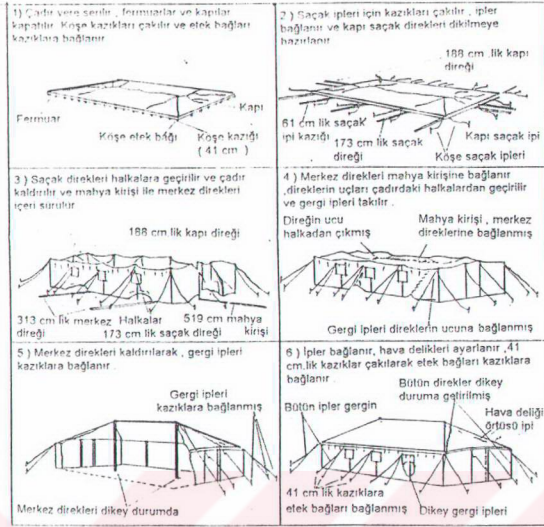 1) Çadır yere serilir , fermuarlar ve kapılar
kapatılır. Köşe kazıkları çakılır ve etek bağları
kazıklara bağlanır
Fermuar
Kapı
Köşe etek bağı
Köşe kazığı
( 41 cm )
2 ) Saçak ipleri için kazıkları çakılır , ipler
bağlanır ve kapı saçak direkleri dikilmeye
hazırlanır
188 cm .lik kapı
direği
61 cm lik saçak
ipi kazığı
173 cm lik saçak
direği
Kapı saçak ipi
Köşe saçak ipleri
3 ) Saçak direkleri halkalara geçirilir ve çadır
kaldırılır ve mahya kirişi ile merkez direkleri
içeri sürülür
188 cm lik kapı direği
313 cm lik merkez
direği
Halkalar
173 cm lik saçak direği
519 cm mahya
kirişi
4 ) Merkez direkleri mahya kirişine bağlanır
,direklerin uçları çadırdaki halkalardan geçirilir
ve gergi ipleri takılır .
Direğin ucu
halkadan çıkmış
Mahya kirişi , merkez
direklerine bağlanmış
Gergi ipleri direklerin ucuna bağlanmış
5 ) Merkez direkleri kaldırılarak , gergi ipleri
kazıklara bağlanır .
Gergi ipleri
kazıklara bağlanmış
Merkez direkleri dikey durumda
6 ) İpler bağlanır, hava delikleri ayarlanır ,41
cm.lik kazıklar çakılarak etek bağları kazıklara
bağlanır .
Bütün direkler dikey
duruma getirilmiş
Bütün ipler gergin
Hava deliği
örtüsü ipi
41 cm lik kazıklara
etek bağları bağlanmış
Dikey gergi ipleri